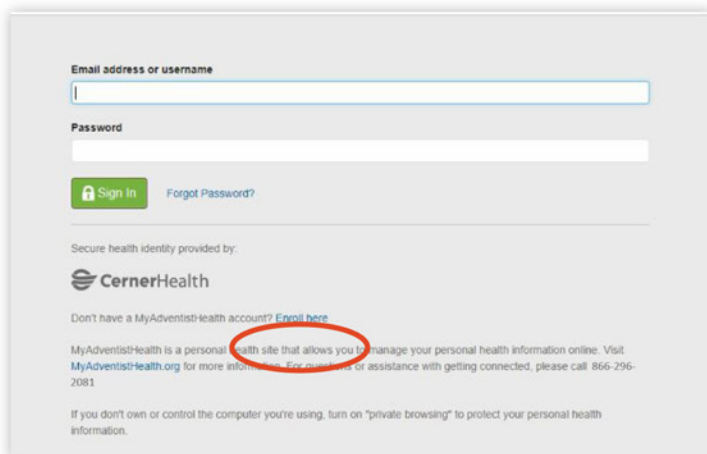 Email address or username
Password
Sign In    Forgot Password?
Secure health identity provided by:
CernerHealth
Don't have a MyAdventistHealth account? Enroll here
MyAdventistHealth is a personal health site that allows you to manage your personal health information online. Visit
MyAdventistHealth.org for more information. For questions or assistance with getting connected, please call 866-296-
2081
If you don't own or control the computer you're using, turn on "private browsing" to protect your personal health
information.